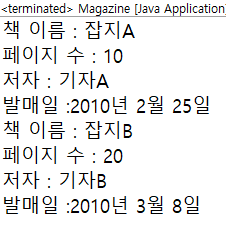 <terminated> Magazine [Java Application]
책 이름 : 잡지A
페이지 수 : 10
저자 : 기자A
발매일 :2010년 2월 25일
책 이름 : 잡지B
페이지 수 : 20
저자 : 기자B
발매일 :2010년 3월 8일